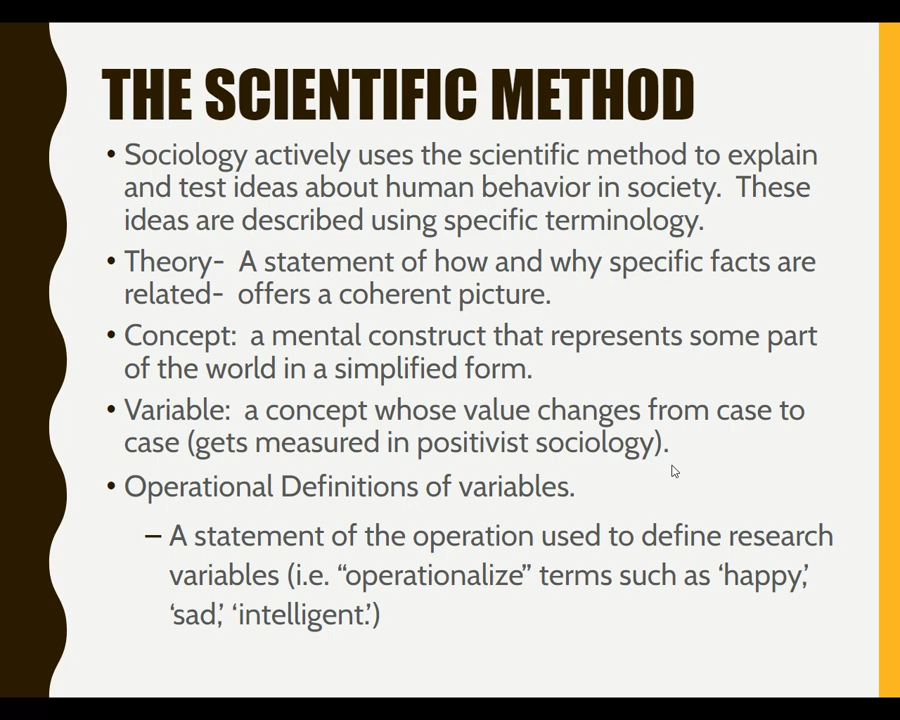 THE SCIENTIFIC METHOD
• Sociology actively uses the scientific method to explain
and test ideas about human behavior in society.  These
ideas are described using specific terminology.
• Theory-  A statement of how and why specific facts are
related-  offers a coherent picture.
• Concept:  a mental construct that represents some part
of the world in a simplified form.
• Variable:  a concept whose value changes from case to
case (gets measured in positivist sociology).
• Operational Definitions of variables.
– A statement of the operation used to define research
variables (i.e. “operationalize” terms such as ‘happy,’
‘sad,’ ‘intelligent.’)